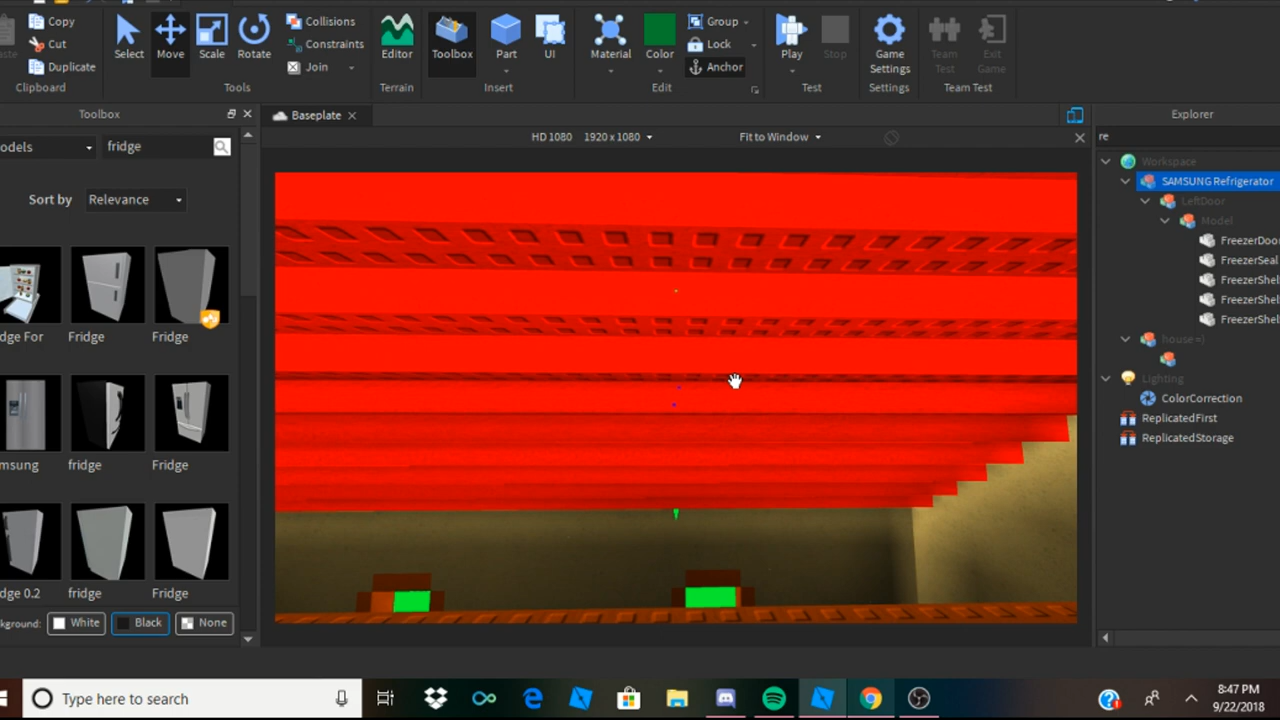 Copy
Cut
Duplicate
Clipboard
Select
Move
Scale
Rotate
Tools
Collisions
Constraints
Join
Editor
Terrain
Toolbox
Part
UI
Insert
Material
Color
Group
Lock
Anchor
Edit
Play
Stop
Test
Game
Settings
Settings
Team
Test
Exit
Game
Team Test
Toolbox
odels
fridge
Sort by
Relevance
dge For
Fridge
Fridge
msung
fridge
Fridge
dge 0.2
fridge
Fridge
kground:
White
Black
None
Baseplate
HD 1080 1920 x 1080
Fit to Window
Explorer
re
Workspace
SAMSUNG Refrigerator
LeftDoor
Model
FreezerDoo
FreezerSeal
FreezerShel
FreezerShel
FreezerShel
house =)
Lighting
ColorCorrection
ReplicatedFirst
ReplicatedStorage
Type here to search
8:47 PM
9/22/2018